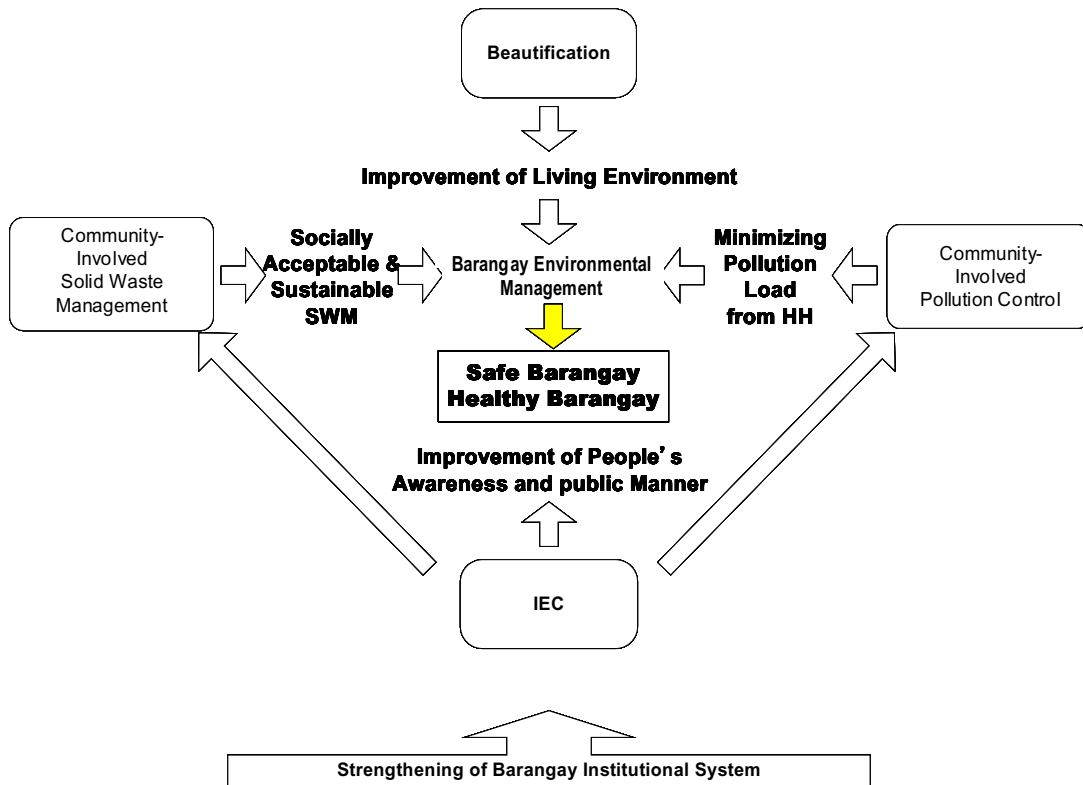 Beautification
Improvement of Living Environment
Community-
Involved
Solid Waste
Management
Socially
Acceptable &
Sustainable
SWM
Barangay Environmental
Management
Minimizing
Pollution
Load
from HH
Community-
Involved
Pollution Control
Safe Barangay
Healthy Barangay
Improvement of People’s
Awareness and public Manner
IEC
Strengthening of Barangay Institutional System